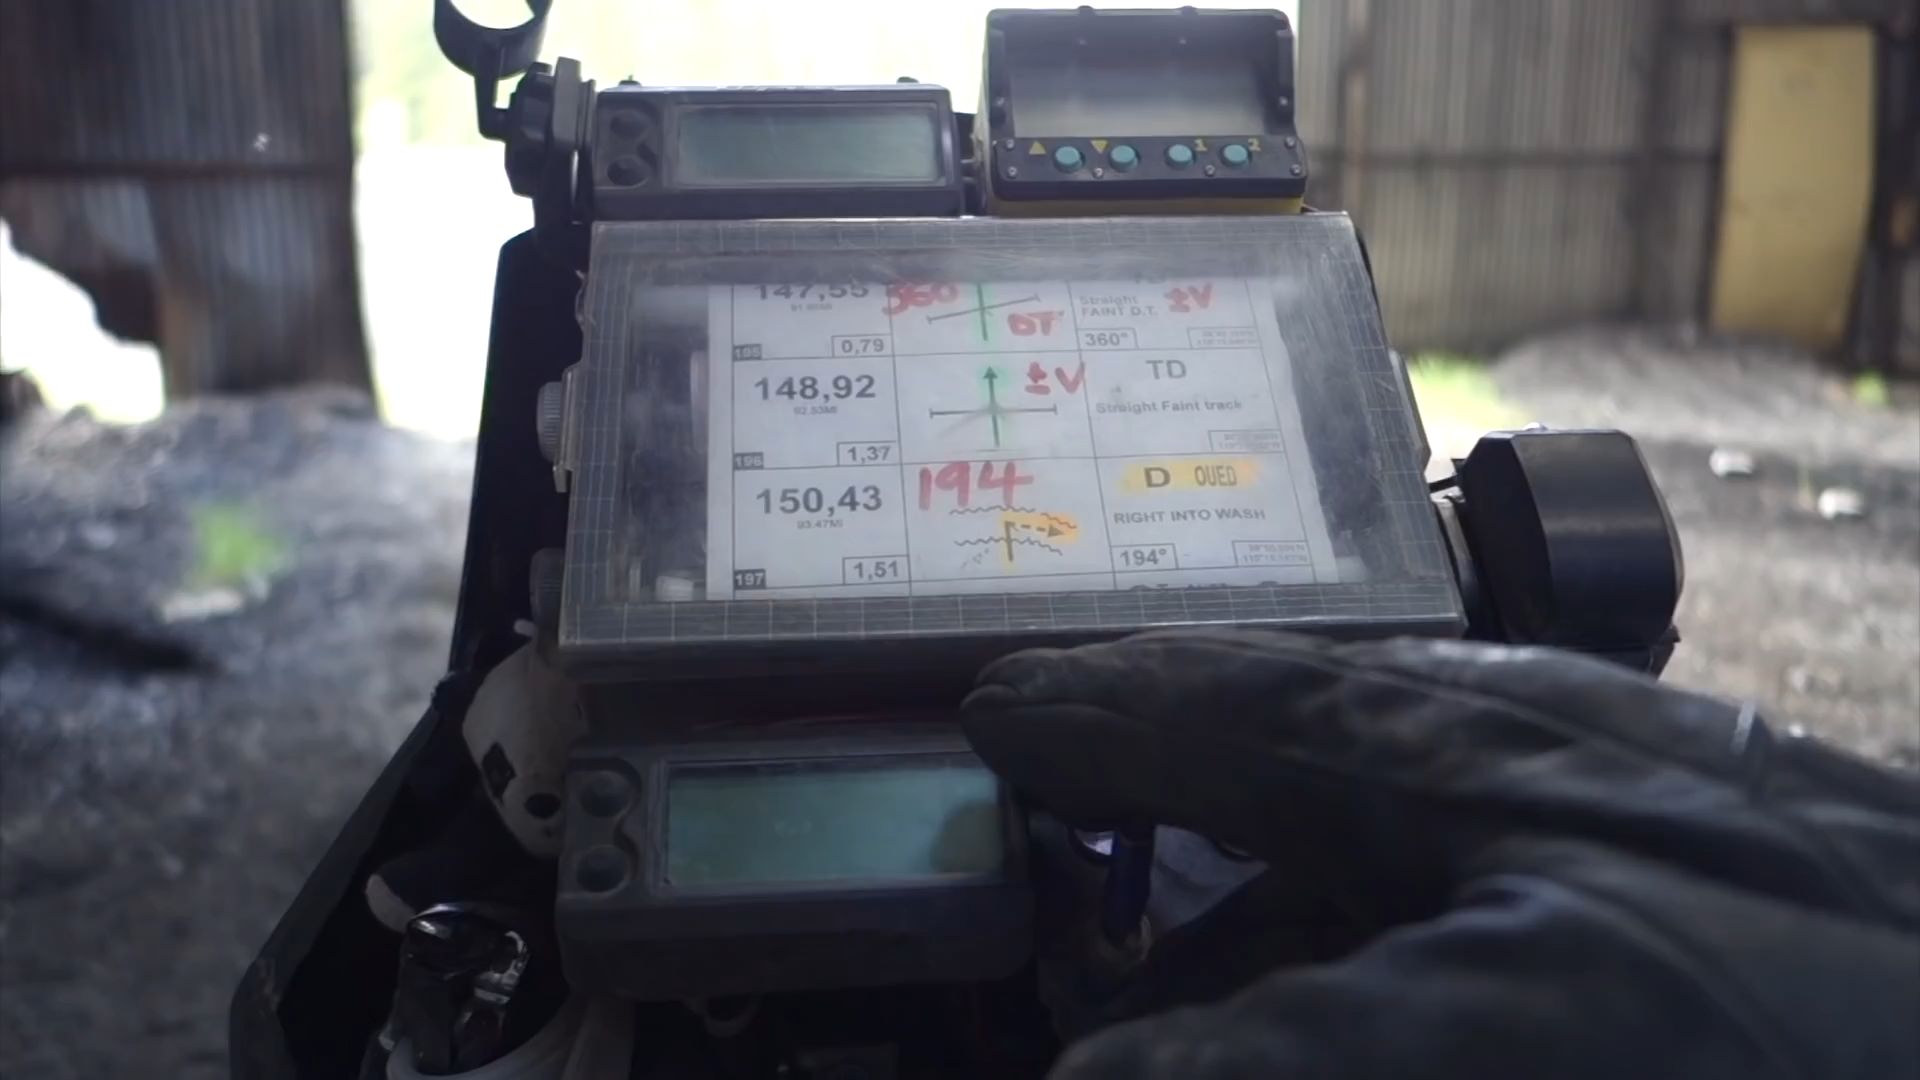 147,55
360
DT
Straight
FAINT D.T.
±V
195
0,79
360°
148,92
92.53MI
±V
TD
Straight Faint track
196
1,37
150,43
93.47MI
194
D OUED
RIGHT INTO WASH
197
1,51
194°
1 2